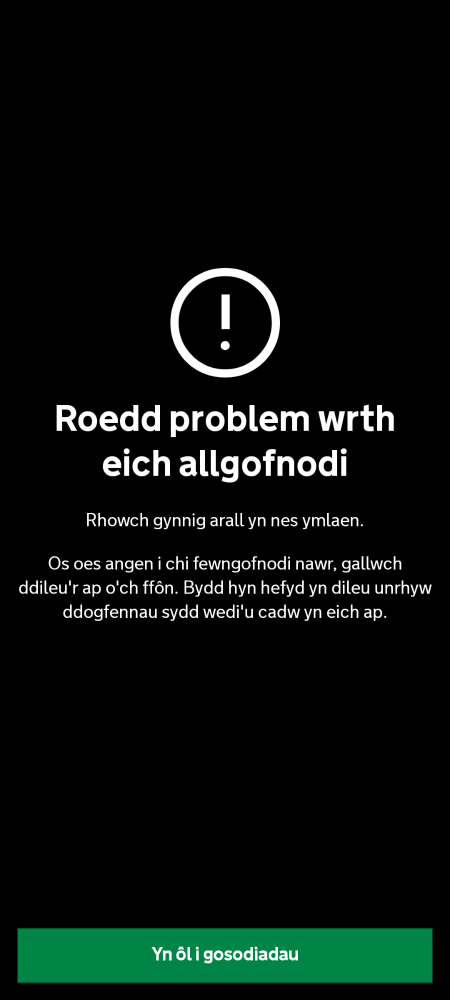 Roedd problem wrth
eich allgofnodi
Rhowch gynnig arall yn nes ymlaen.
Os oes angen i chi fewngofnodi nawr, gallwch
ddileu'r ap o'ch ffôn. Bydd hyn hefyd yn dileu unrhyw
ddogfennau sydd wedi'u cadw yn eich ap.
Yn ôl i gosodiadau